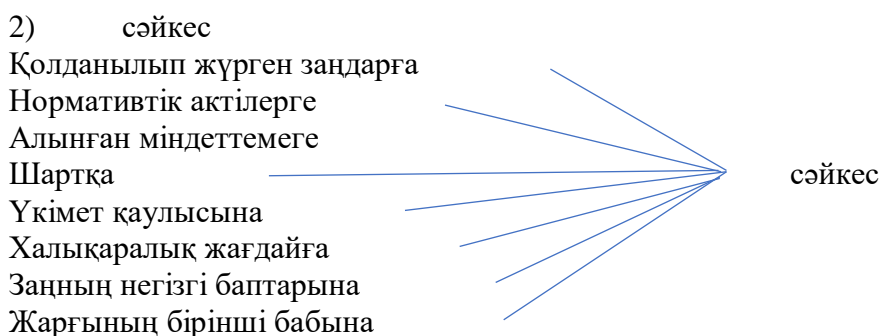 2) сәйкес
Қолданылып жүрген заңдарға
Нормативтік актілерге
Алынған міндеттемеге
Шартқа
сәйкес
Үкімет қаулысына
Халықаралық жағдайға
Заңның негізгі баптарына
Жарғының бірінші бабына